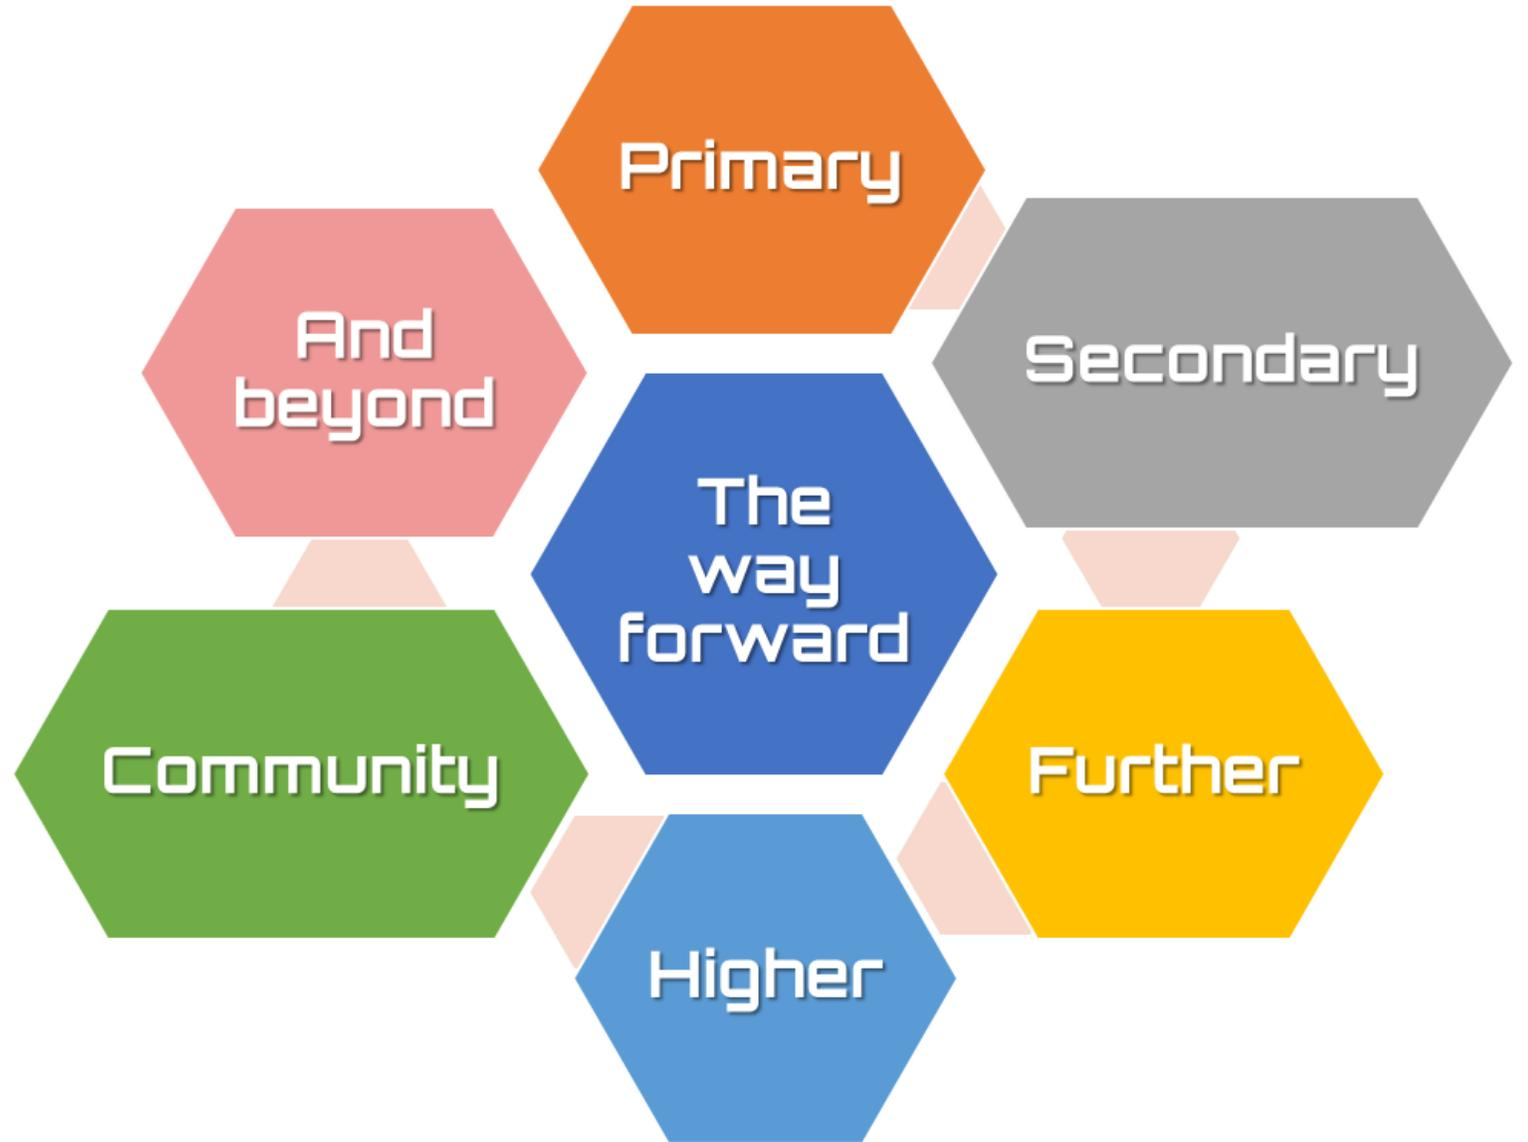 Primary
Secondary
Further
Higher
Community
And
beyond
The
way
forward